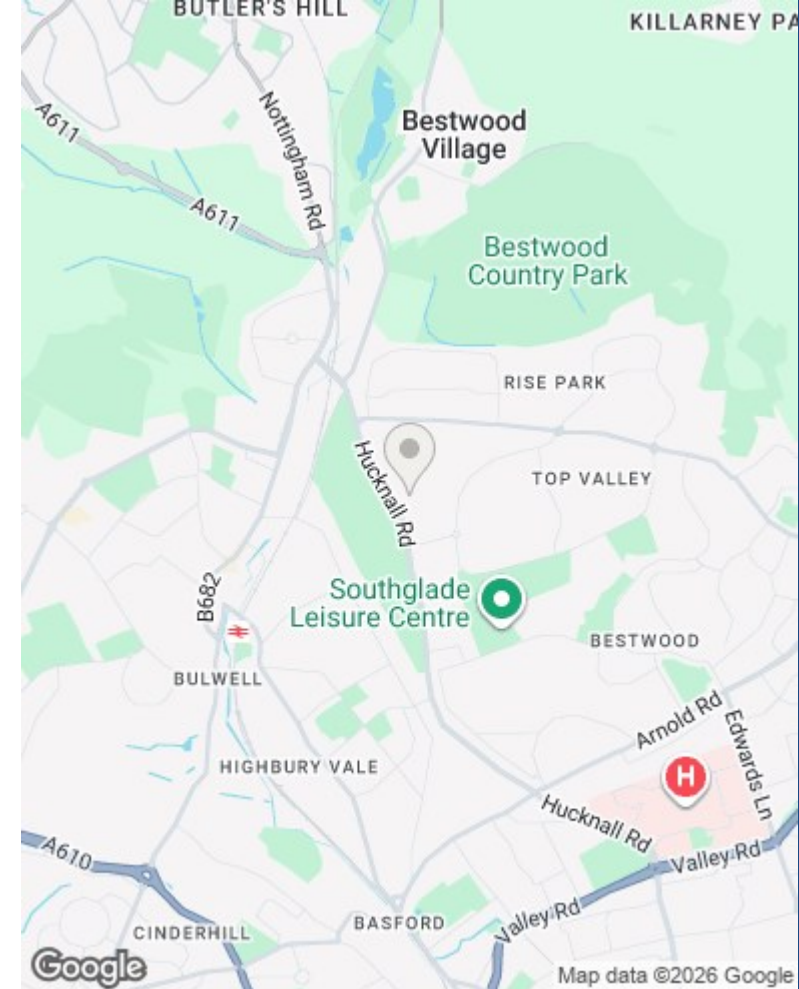 BUTLER'S HILL
KILLARNEY PA
A611
Nottingham Rd
Bestwood
Village
A611
Bestwood
Country Park
RISE PARK
Hucknall Rd
TOP VALLEY
B682
Southglade
Leisure Centre
BESTWOOD
BULWELL
Arnold Rd
Edwards Ln
HIGHBURY VALE
H
Hucknall Rd
A610
Valley Rd
Valley Rd
BASFORD
CINDERHILL
Google
Map data ©2026 Google